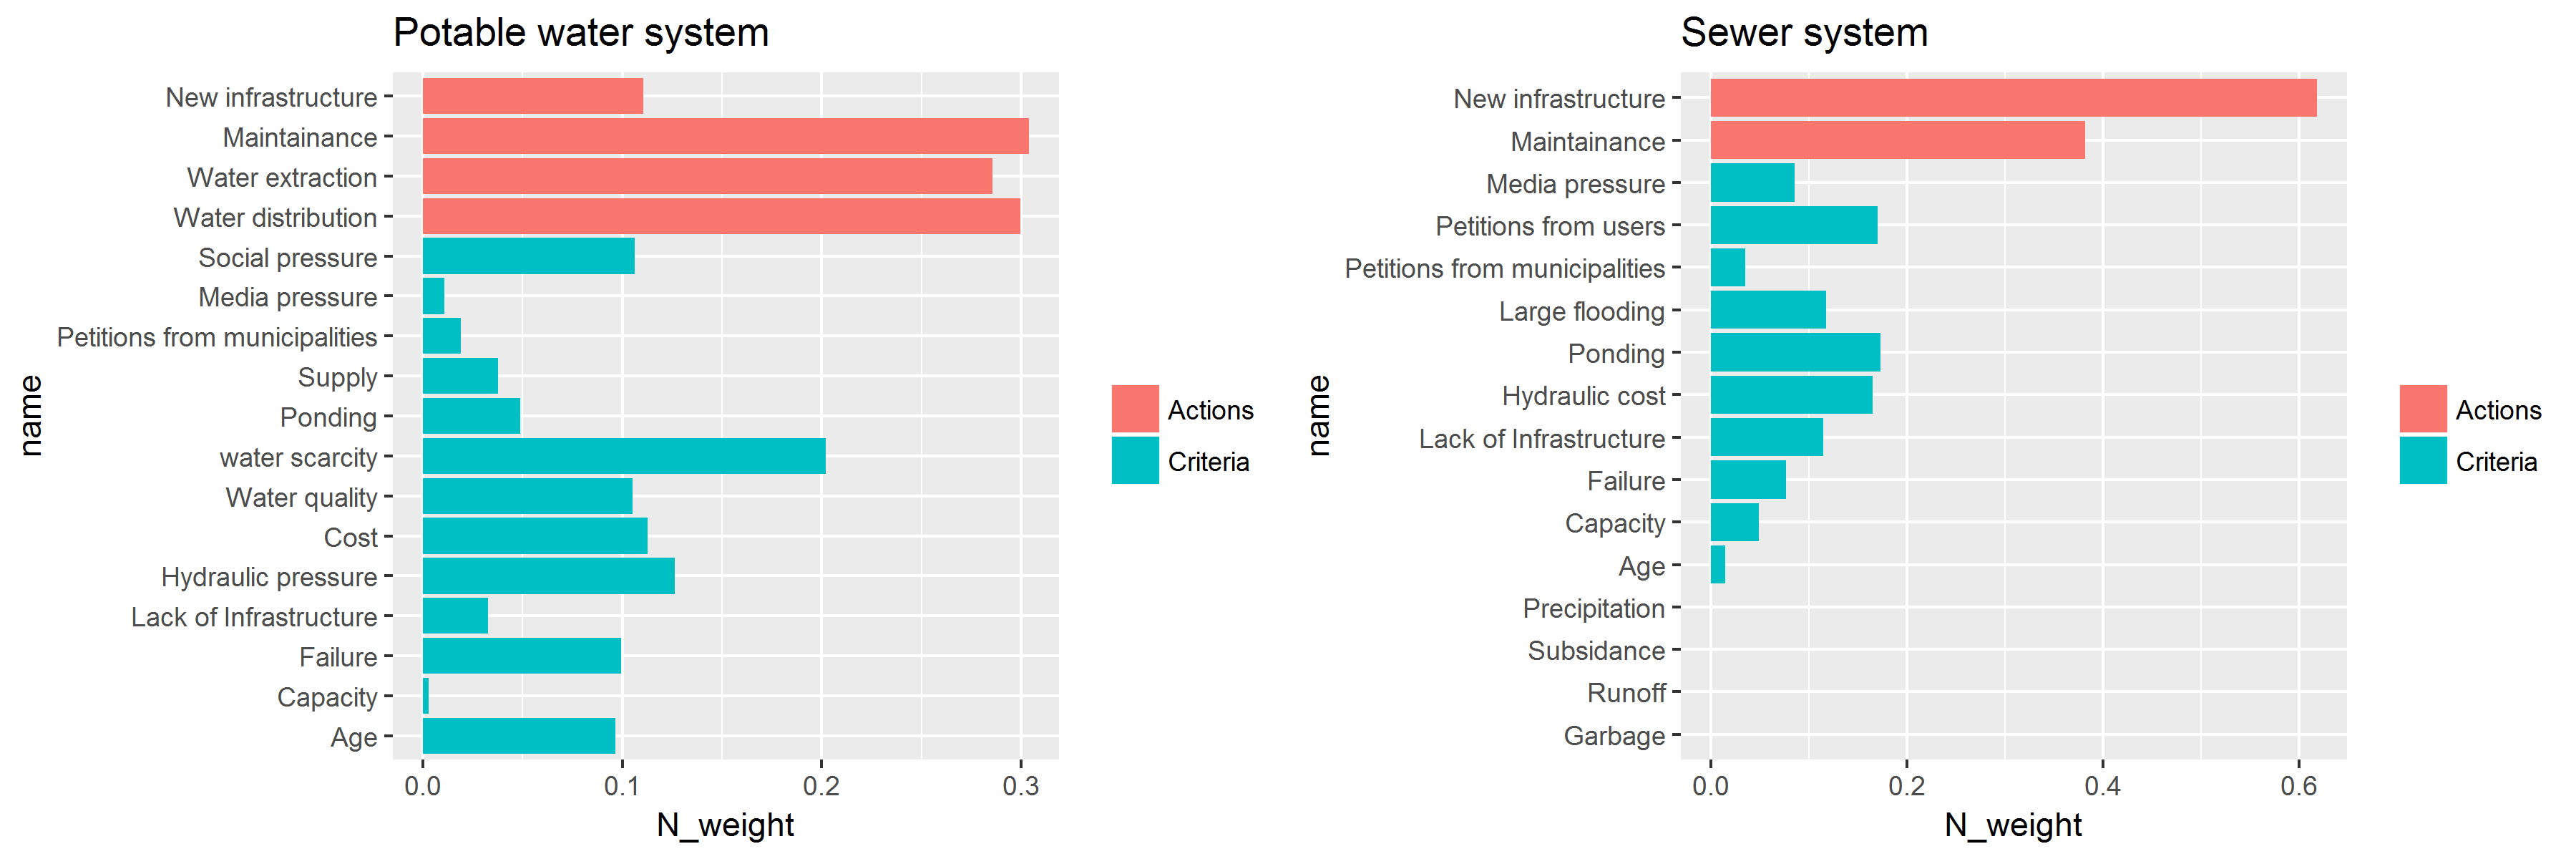 Potable water system
New infrastructure
Maintainance
Water extraction
Water distribution
Social pressure
Media pressure
Petitions from municipalities
Supply
Ponding
water scarcity
Water quality
Cost
Hydraulic pressure
Lack of Infrastructure
Failure
Capacity
Age
name
0.0 0.1 0.2 0.3
N_weight
Actions
Criteria
Sewer system
New infrastructure
Maintainance
Media pressure
Petitions from users
Petitions from municipalities
Large flooding
Ponding
Hydraulic cost
Lack of Infrastructure
Failure
Capacity
Age
Precipitation
Subsidance
Runoff
Garbage
name
0.0 0.2 0.4 0.6
N_weight
Actions
Criteria